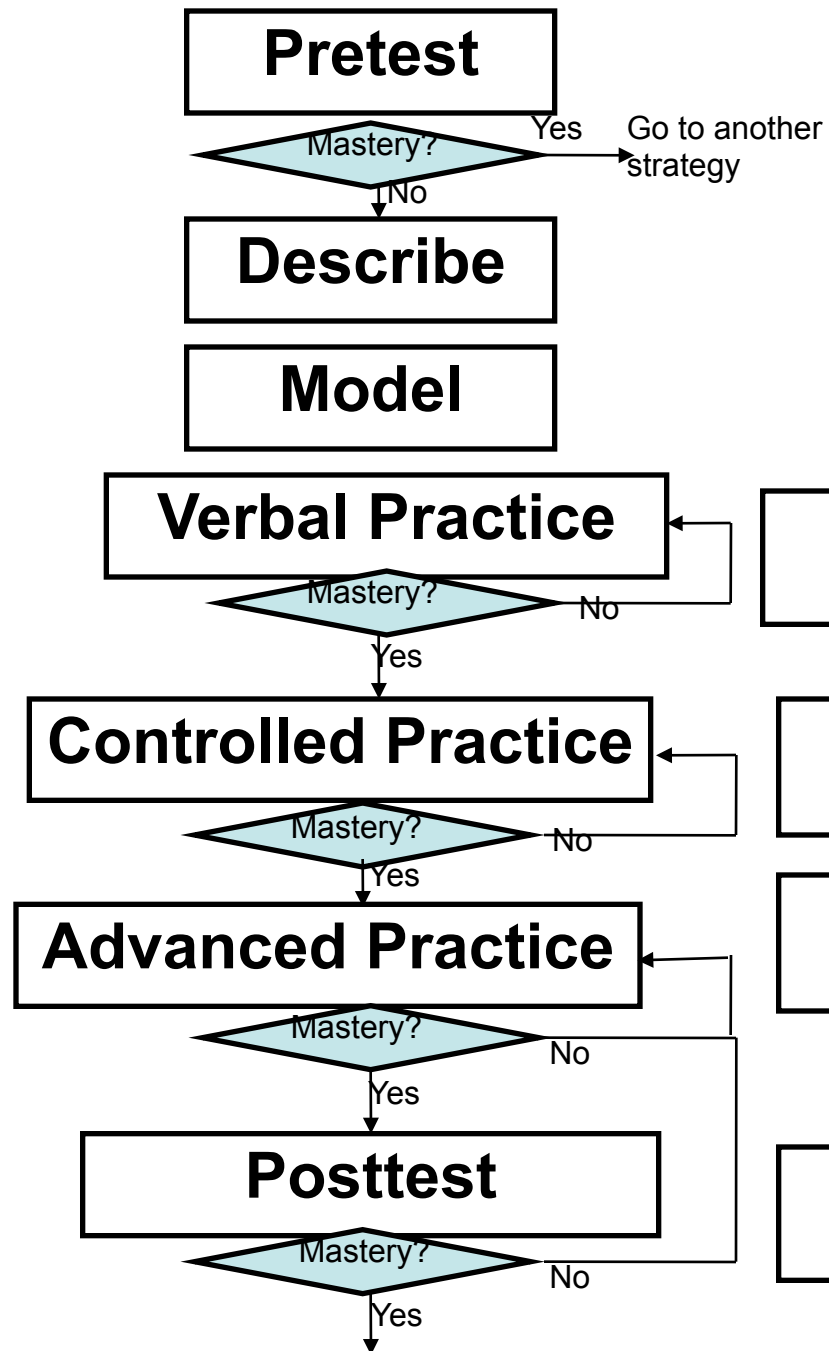 Pretest
Mastery?
Yes
Go to another
strategy
No
Describe
Model
Verbal Practice
Mastery?
No
Yes
Controlled Practice
Mastery?
No
Yes
Advanced Practice
Mastery?
No
Yes
Posttest
Mastery?
No
Yes